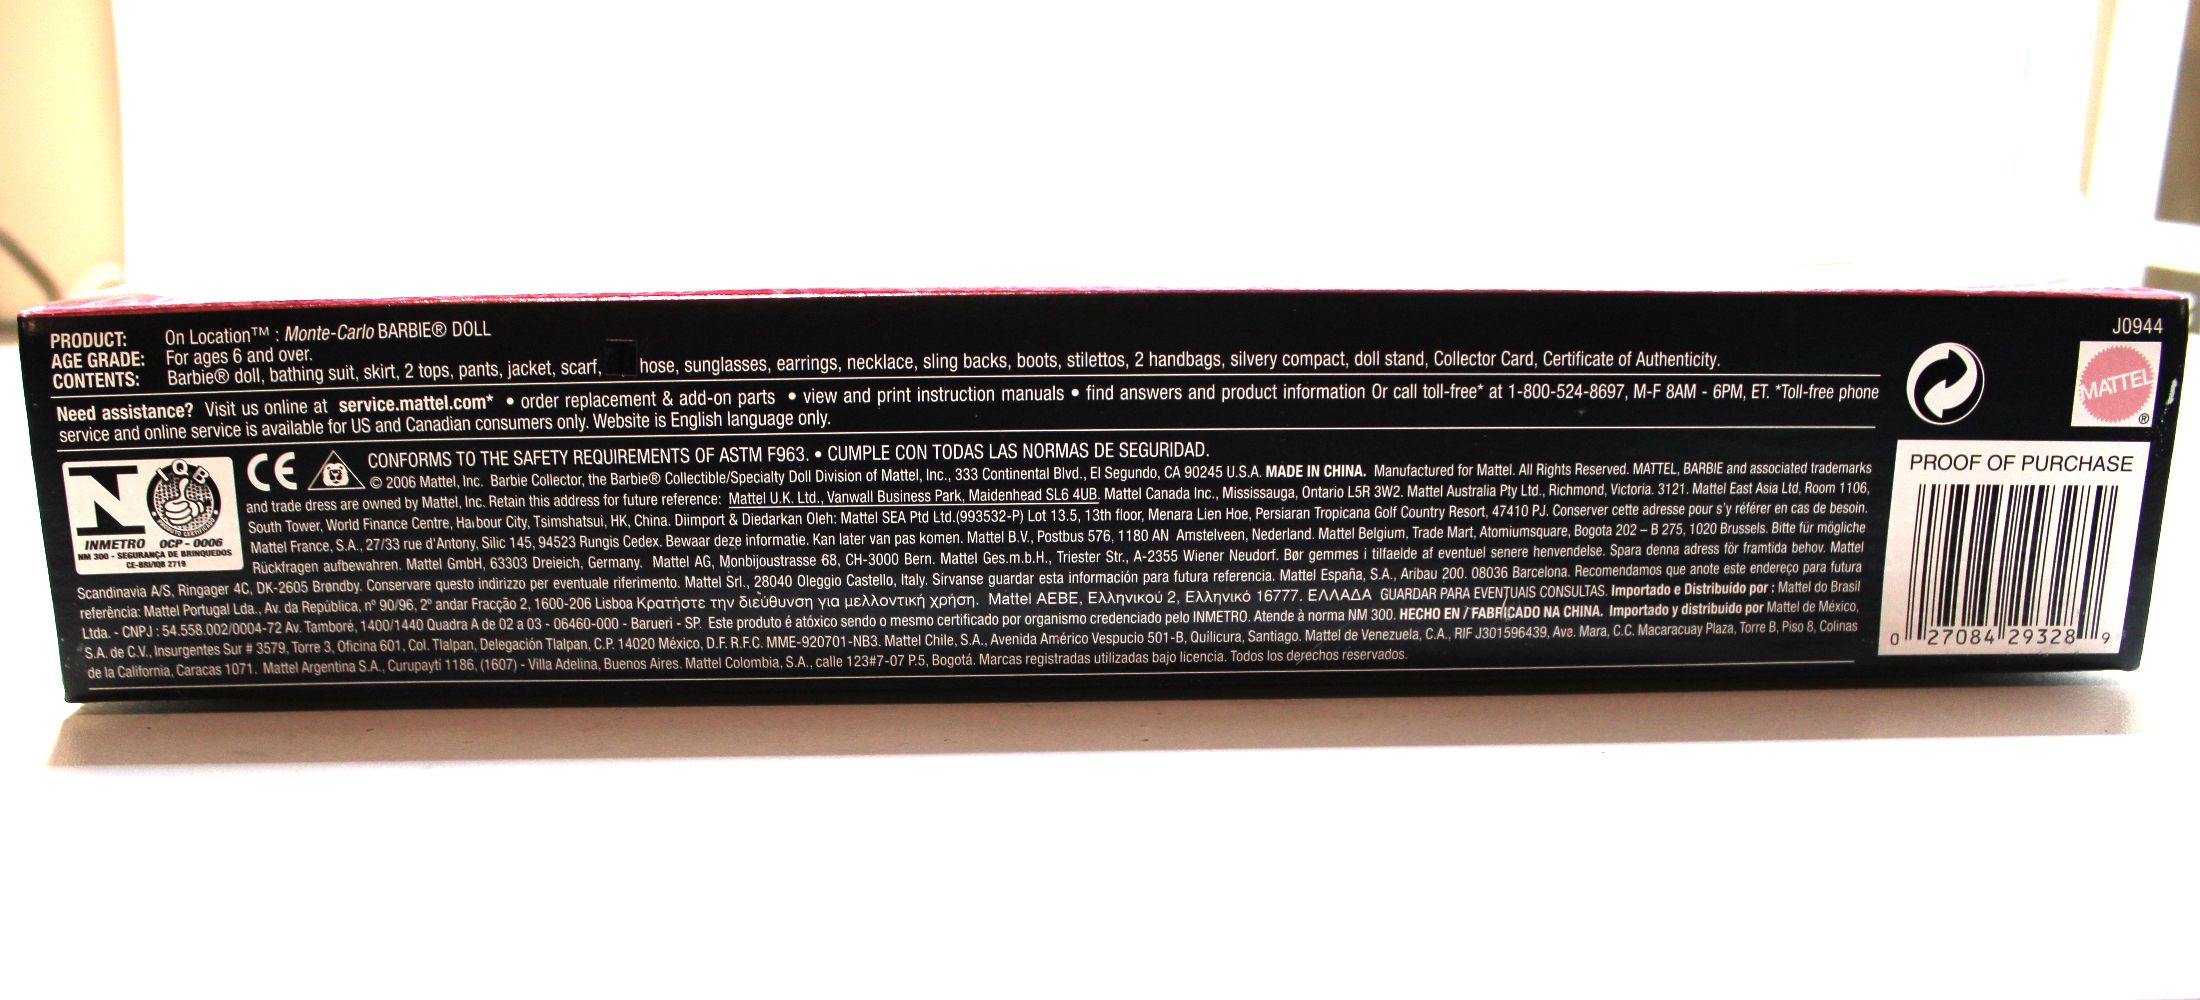 PRODUCT: On Location™ : Monte-Carlo BARBIE® DOLL
J0944
AGE GRADE: For ages 6 and over.
CONTENTS: Barbie® doll, bathing suit, skirt, 2 tops, pants, jacket, scarf, hose, sunglasses, earrings, necklace, sling backs, boots, stilettos, 2 handbags, silvery compact, doll stand, Collector Card, Certificate of Authenticity.
MATTEL®
Need assistance? Visit us online at service.mattel.com* • order replacement & add-on parts • view and print instruction manuals • find answers and product information Or call toll-free* at 1-800-524-8697, M-F 8AM - 6PM, ET. *Toll-free phone
service and online service is available for US and Canadian consumers only. Website is English language only.
IQB
INMETRO OCP - 0006
NM 300 - SEGURANÇA DE BRINQUEDOS
CE-BRI/IQB 2719
CE
CONFORMS TO THE SAFETY REQUIREMENTS OF ASTM F963. • CUMPLE CON TODAS LAS NORMAS DE SEGURIDAD.
© 2006 Mattel, Inc. Barbie Collector, the Barbie® Collectible/Specialty Doll Division of Mattel, Inc., 333 Continental Blvd., El Segundo, CA 90245 U.S.A. MADE IN CHINA. Manufactured for Mattel. All Rights Reserved. MATTEL, BARBIE and associated trademarks
and trade dress are owned by Mattel, Inc. Retain this address for future reference: Mattel U.K. Ltd., Vanwall Business Park, Maidenhead SL6 4UB. Mattel Canada Inc., Mississauga, Ontario L5R 3W2. Mattel Australia Pty Ltd., Richmond, Victoria. 3121. Mattel East Asia Ltd, Room 1106,
South Tower, World Finance Centre, Harbour City, Tsimshatsui, HK, China. Diimport & Diedarkan Oleh: Mattel SEA Ptd Ltd.(993532-P) Lot 13.5, 13th floor, Menara Lien Hoe, Persiaran Tropicana Golf Country Resort, 47410 PJ. Conserver cette adresse pour s'y référer en cas de besoin.
Mattel France, S.A., 27/33 rue d'Antony, Silic 145, 94523 Rungis Cedex. Bewaar deze informatie. Kan later van pas komen. Mattel B.V., Postbus 576, 1180 AN Amstelveen, Nederland. Mattel Belgium, Trade Mart, Atomiumsquare, Bogota 202 – B 275, 1020 Brussels. Bitte für mögliche
Rückfragen aufbewahren. Mattel GmbH, 63303 Dreieich, Germany. Mattel AG, Monbijoustrasse 68, CH-3000 Bern. Mattel Ges.m.b.H., Triester Str., A-2355 Wiener Neudorf. Bør gemmes i tilfaelde af eventuel senere henvendelse. Spara denna adress för framtida behov. Mattel
Scandinavia A/S, Ringager 4C, DK-2605 Brøndby. Conservare questo indirizzo per eventuale riferimento. Mattel Srl., 28040 Oleggio Castello, Italy. Sírvanse guardar esta información para futura referencia. Mattel España, S.A., Aribau 200. 08036 Barcelona. Recomendamos que anote este endereço para futura
referência: Mattel Portugal Lda., Av. da República, nº 90/96, 2º andar Fracção 2, 1600-206 Lisboa Κρατήστε την διεύθυνση για μελλοντική χρήση. Mattel AEBE, Ελληνικού 2, Ελληνικό 16777. ΕΛΛΑΔΑ GUARDAR PARA EVENTUAIS CONSULTAS. Importado e Distribuído por : Mattel do Brasil
Ltda. - CNPJ : 54.558.002/0004-72 Av. Tamboré, 1400/1440 Quadra A de 02 a 03 - 06460-000 - Barueri - SP. Este produto é atóxico sendo o mesmo certificado por organismo credenciado pelo INMETRO. Atende à norma NM 300. HECHO EN / FABRICADO NA CHINA. Importado y distribuido por Mattel de México,
S.A. de C.V., Insurgentes Sur # 3579, Torre 3, Oficina 601, Col. Tlalpan, Delegación Tlalpan, C.P. 14020 México, D.F. R.F.C. MME-920701-NB3. Mattel Chile, S.A., Avenida Américo Vespucio 501-B, Quilicura, Santiago. Mattel de Venezuela, C.A., RIF J301596439, Ave. Mara, C.C. Macaracuay Plaza, Torre B, Piso 8, Colinas
de la California, Caracas 1071. Mattel Argentina S.A., Curupaytí 1186, (1607) - Villa Adelina, Buenos Aires. Mattel Colombia, S.A., calle 123#7-07 P.5, Bogotá. Marcas registradas utilizadas bajo licencia. Todos los derechos reservados.
PROOF OF PURCHASE
0 27084 29328 9